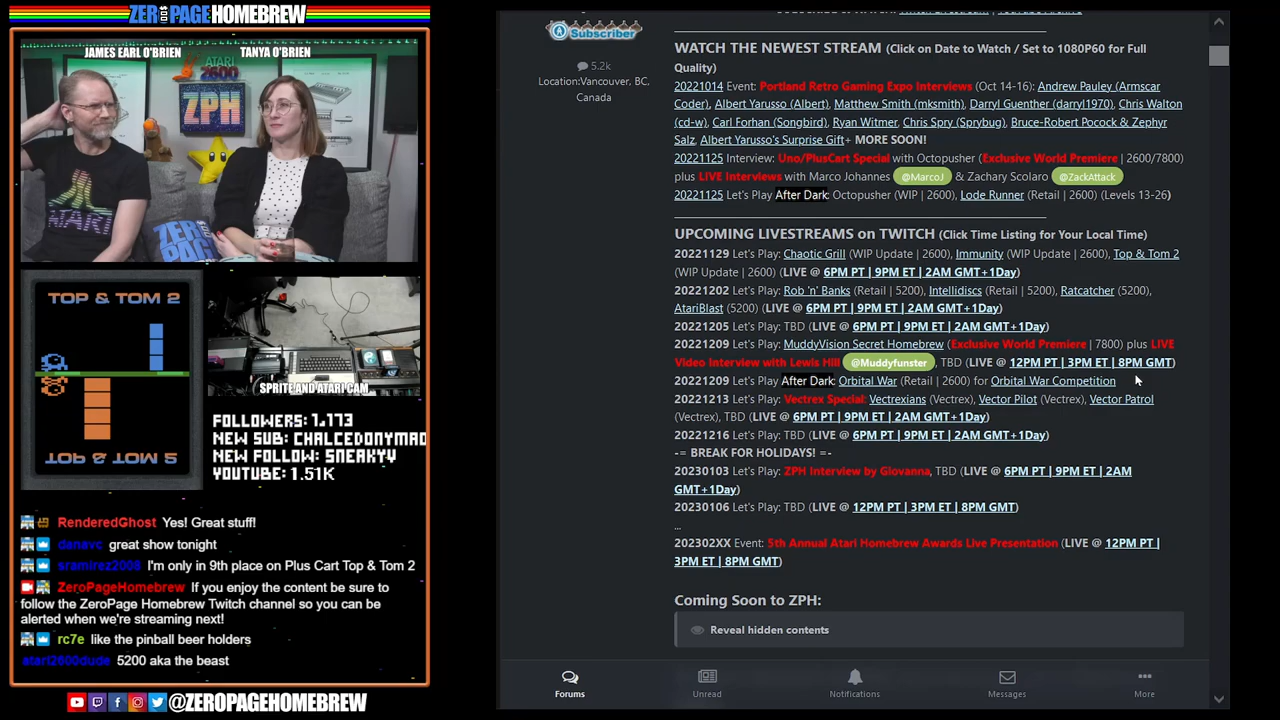 ZERO PAGE HOMEBREW
JAMES EARL O'BRIEN
TANYA O'BRIEN
ATARI
2600
ZPH
ATARI
ZERO
PAGE
TOP & TOM 2
TOP & TOM 2
SPRITE AND ATARI CAM
FOLLOWERS: 1,173
NEW SUB: CHALCEDONYMAD
NEW FOLLOW: SNEAKYY
YOUTUBE: 1.51K
RenderedGhost Yes! Great stuff!
danavc great show tonight
sramirez2008 I'm only in 9th place on Plus Cart Top & Tom 2
ZeroPageHomebrew If you enjoy the content be sure to
follow the ZeroPage Homebrew Twitch channel so you can be
alerted when we're streaming next!
rc7e like the pinball beer holders
atari2600dude 5200 aka the beast
@ZEROPAGEHOMEBREW
Subscriber
5.2k
Location:Vancouver, BC,
Canada
WATCH THE NEWEST STREAM (Click on Date to Watch / Set to 1080P60 for Full
Quality)
20221014 Event: Portland Retro Gaming Expo Interviews (Oct 14-16): Andrew Pauley (Armscar
Coder), Albert Yarusso (Albert), Matthew Smith (mksmith), Darryl Guenther (darryl1970), Chris Walton
(cd-w), Carl Forhan (Songbird), Ryan Witmer, Chris Spry (Sprybug), Bruce-Robert Pocock & Zephyr
Salz, Albert Yarusso's Surprise Gift+ MORE SOON!
20221125 Interview: Uno/PlusCart Special with Octopusher (Exclusive World Premiere | 2600/7800)
plus LIVE Interviews with Marco Johannes @MarcoJ & Zachary Scolaro @ZackAttack
20221125 Let's Play After Dark: Octopusher (WIP | 2600), Lode Runner (Retail | 2600) (Levels 13-26)
UPCOMING LIVESTREAMS on TWITCH (Click Time Listing for Your Local Time)
20221129 Let's Play: Chaotic Grill (WIP Update | 2600), Immunity (WIP Update | 2600), Top & Tom 2
(WIP Update | 2600) (LIVE @ 6PM PT | 9PM ET | 2AM GMT+1Day)
20221202 Let's Play: Rob 'n' Banks (Retail | 5200), Intellidiscs (Retail | 5200), Ratcatcher (5200),
AtariBlast (5200) (LIVE @ 6PM PT | 9PM ET | 2AM GMT+1Day)
20221205 Let's Play: TBD (LIVE @ 6PM PT | 9PM ET | 2AM GMT+1Day)
20221209 Let's Play: MuddyVision Secret Homebrew (Exclusive World Premiere | 7800) plus LIVE
Video Interview with Lewis Hill @Muddyfunster, TBD (LIVE @ 12PM PT | 3PM ET | 8PM GMT)
20221209 Let's Play After Dark: Orbital War (Retail | 2600) for Orbital War Competition
20221213 Let's Play: Vectrex Special: Vectrexians (Vectrex), Vector Pilot (Vectrex), Vector Patrol
(Vectrex), TBD (LIVE @ 6PM PT | 9PM ET | 2AM GMT+1Day)
20221216 Let's Play: TBD (LIVE @ 6PM PT | 9PM ET | 2AM GMT+1Day)
-= BREAK FOR HOLIDAYS! =-
20230103 Let's Play: ZPH Interview by Giovanna, TBD (LIVE @ 6PM PT | 9PM ET | 2AM
GMT+1Day)
20230106 Let's Play: TBD (LIVE @ 12PM PT | 3PM ET | 8PM GMT)
...
202302XX Event: 5th Annual Atari Homebrew Awards Live Presentation (LIVE @ 12PM PT |
3PM ET | 8PM GMT)
Coming Soon to ZPH:
Reveal hidden contents
Forums
Unread
Notifications
Messages
More